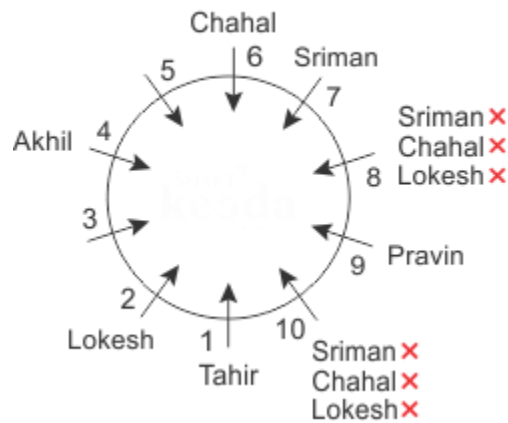 Chahal
6
5
Sriman
7
4
Akhil
Sriman ×
Chahal ×
8
Lokesh ×
3
Pravin
9
2
Lokesh
1
10
Tahir
Sriman ×
Chahal ×
Lokesh ×